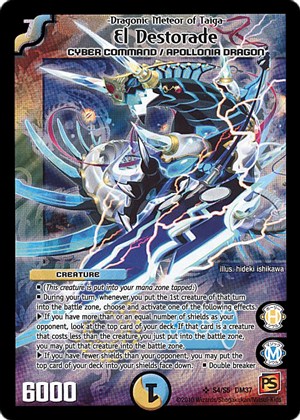 7
-Dragonic Meteor of Taiga-
El Destorade
CYBER COMMAND / APOLLONIA DRAGON
illus. hideki ishikawa
CREATURE
■ (This creature is put into your mana zone tapped.)
■ During your turn, whenever you put the 1st creature of that turn
into the battle zone, choose and activate one of the following effects.
► If you have more than an equal number of shields as your
opponent, look at the top card of your deck. If that card is a creature
that costs less than the creature you just put into the battle zone,
you may put that card into the battle zone.
► If you have fewer shields than your opponent, you may put the
top card of your deck into your mana zone. ■ Double breaker
6000
1
H
M
S4/S5 DM37
PS